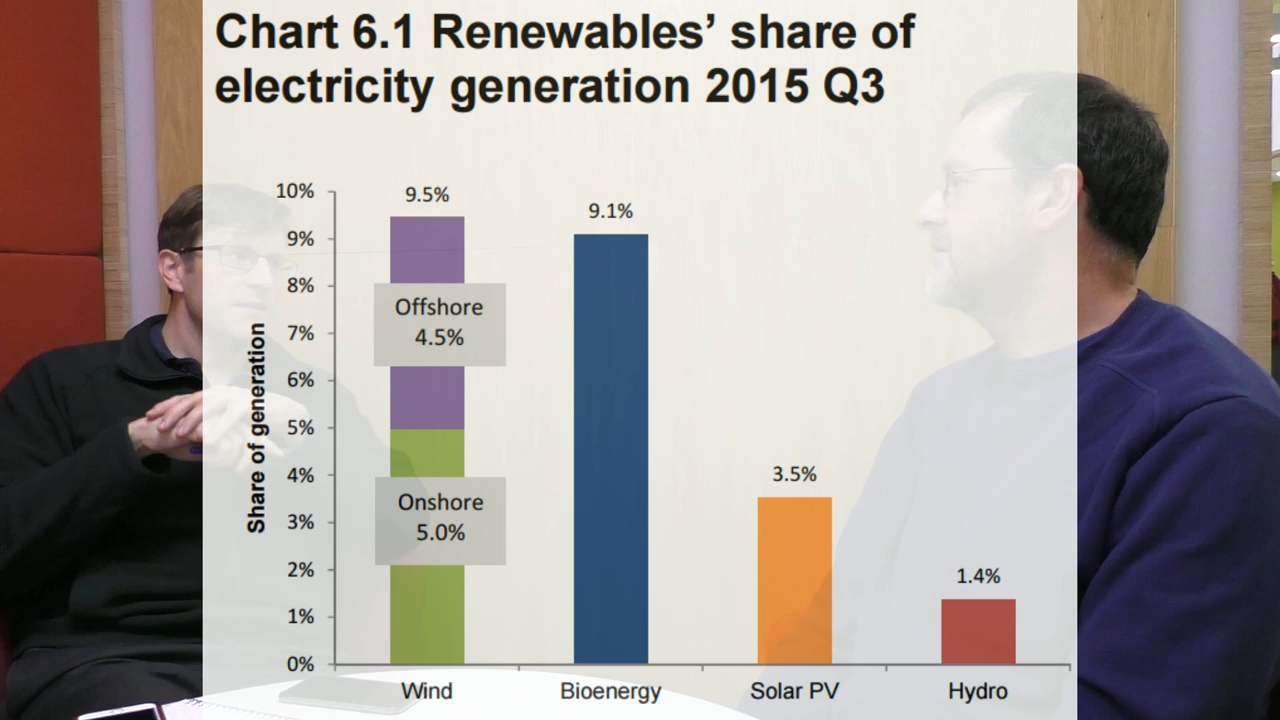 Chart 6.1 Renewables’ share of
electricity generation 2015 Q3
Share of generation
10%
9%
8%
7%
6%
5%
4%
3%
2%
1%
0%
9.5%
Offshore
4.5%
Onshore
5.0%
9.1%
3.5%
1.4%
Wind
Bioenergy
Solar PV
Hydro